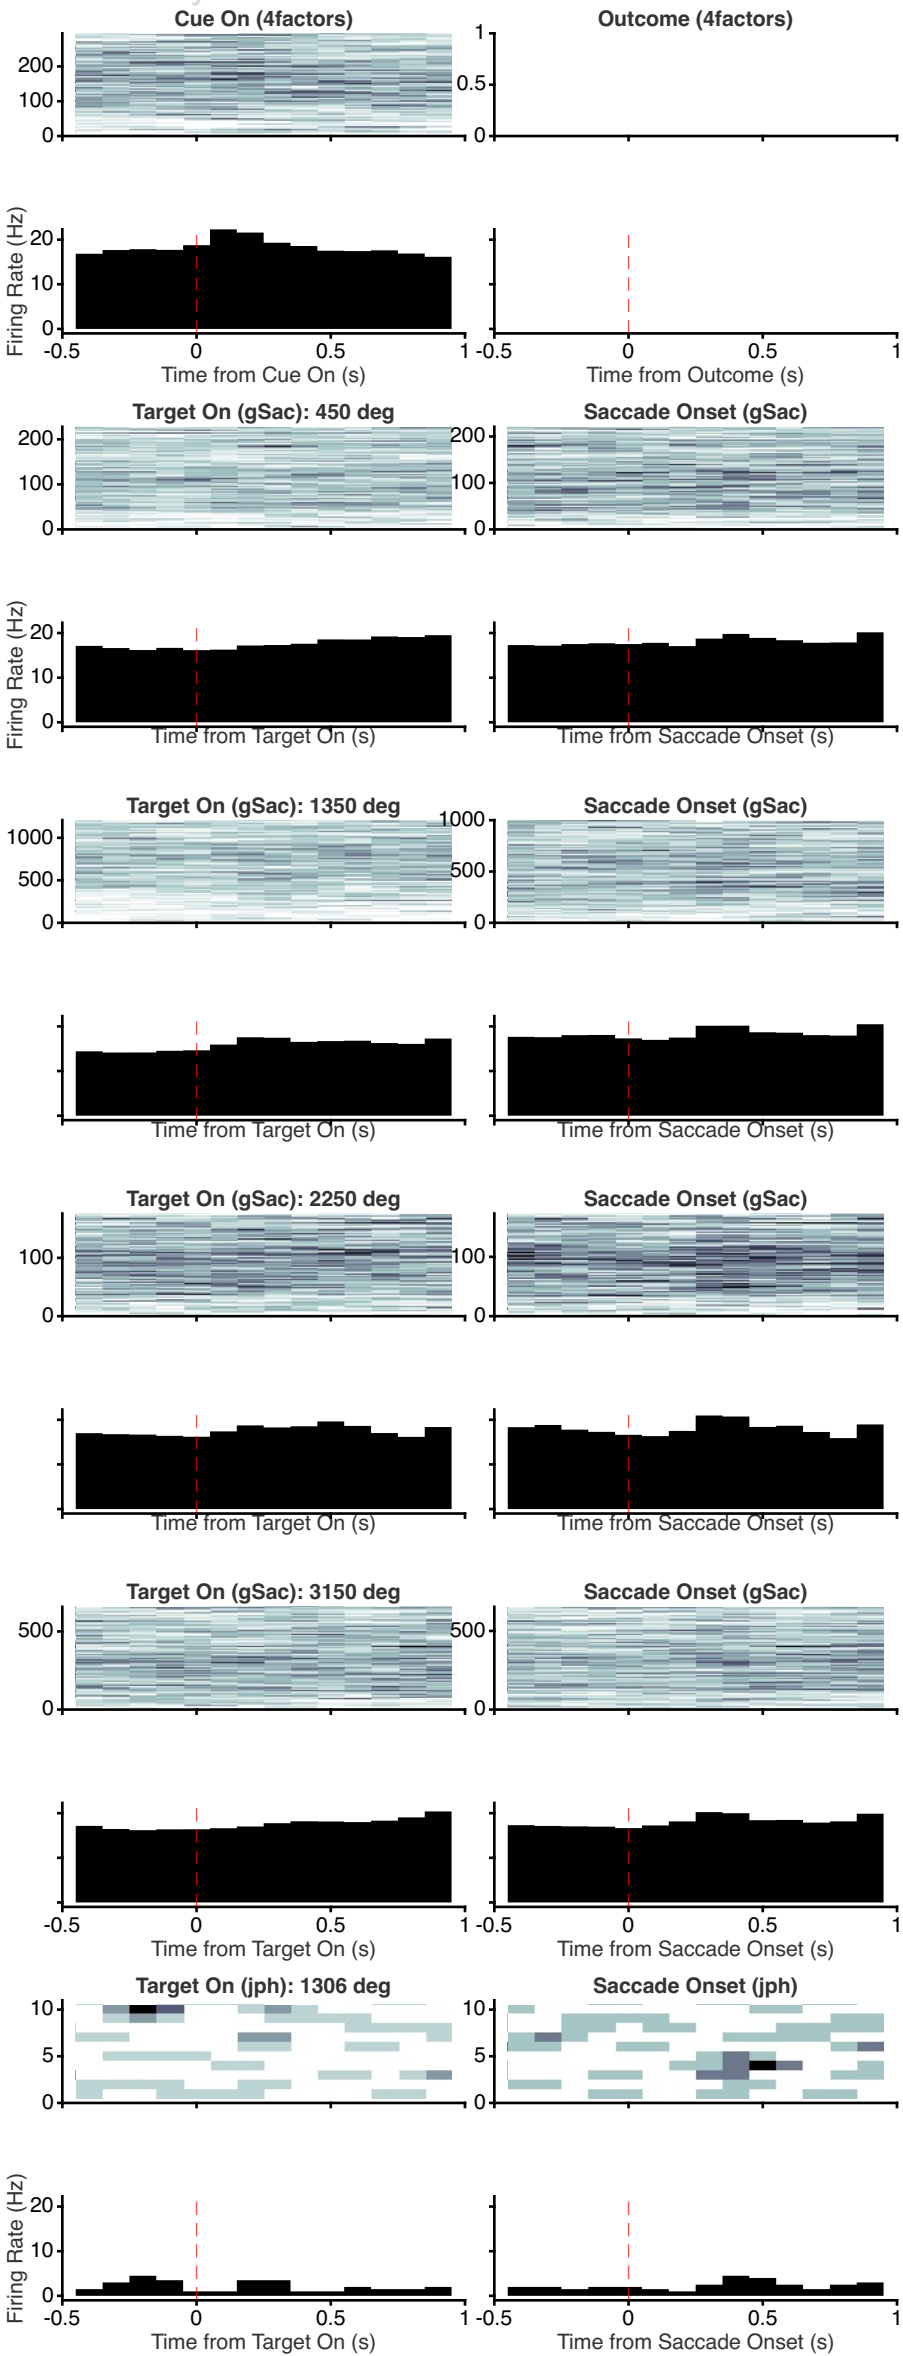 Cue On (4factors)
Outcome (4factors)
200
100
0
1
0.5
0
Firing Rate (Hz)
20
10
0
-0.5 0 0.5 1
Time from Cue On (s)
-0.5 0 0.5 1
Time from Outcome (s)
Target On (gSac): 450 deg
Saccade Onset (gSac)
200
100
0
200
100
0
Firing Rate (Hz)
20
10
0
Time from Target On (s)
Time from Saccade Onset (s)
Target On (gSac): 1350 deg
Saccade Onset (gSac)
1000
500
0
1000
500
0
Time from Target On (s)
Time from Saccade Onset (s)
Target On (gSac): 2250 deg
Saccade Onset (gSac)
100
0
100
0
Time from Target On (s)
Time from Saccade Onset (s)
Target On (gSac): 3150 deg
Saccade Onset (gSac)
500
0
500
0
-0.5 0 0.5 1
Time from Target On (s)
-0.5 0 0.5 1
Time from Saccade Onset (s)
Target On (jph): 1306 deg
Saccade Onset (jph)
10
5
0
10
5
0
Firing Rate (Hz)
20
10
0
-0.5 0 0.5 1
Time from Target On (s)
-0.5 0 0.5 1
Time from Saccade Onset (s)